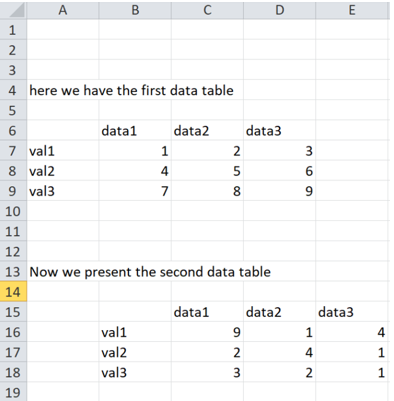 A B C D E
1
2
3
4 here we have the first data table
5
6 data1 data2 data3
7 val1 1 2 3
8 val2 4 5 6
9 val3 7 8 9
10
11
12
13 Now we present the second data table
14
15 data1 data2 data3
16 val1 9 1 4
17 val2 2 4 1
18 val3 3 2 1
19